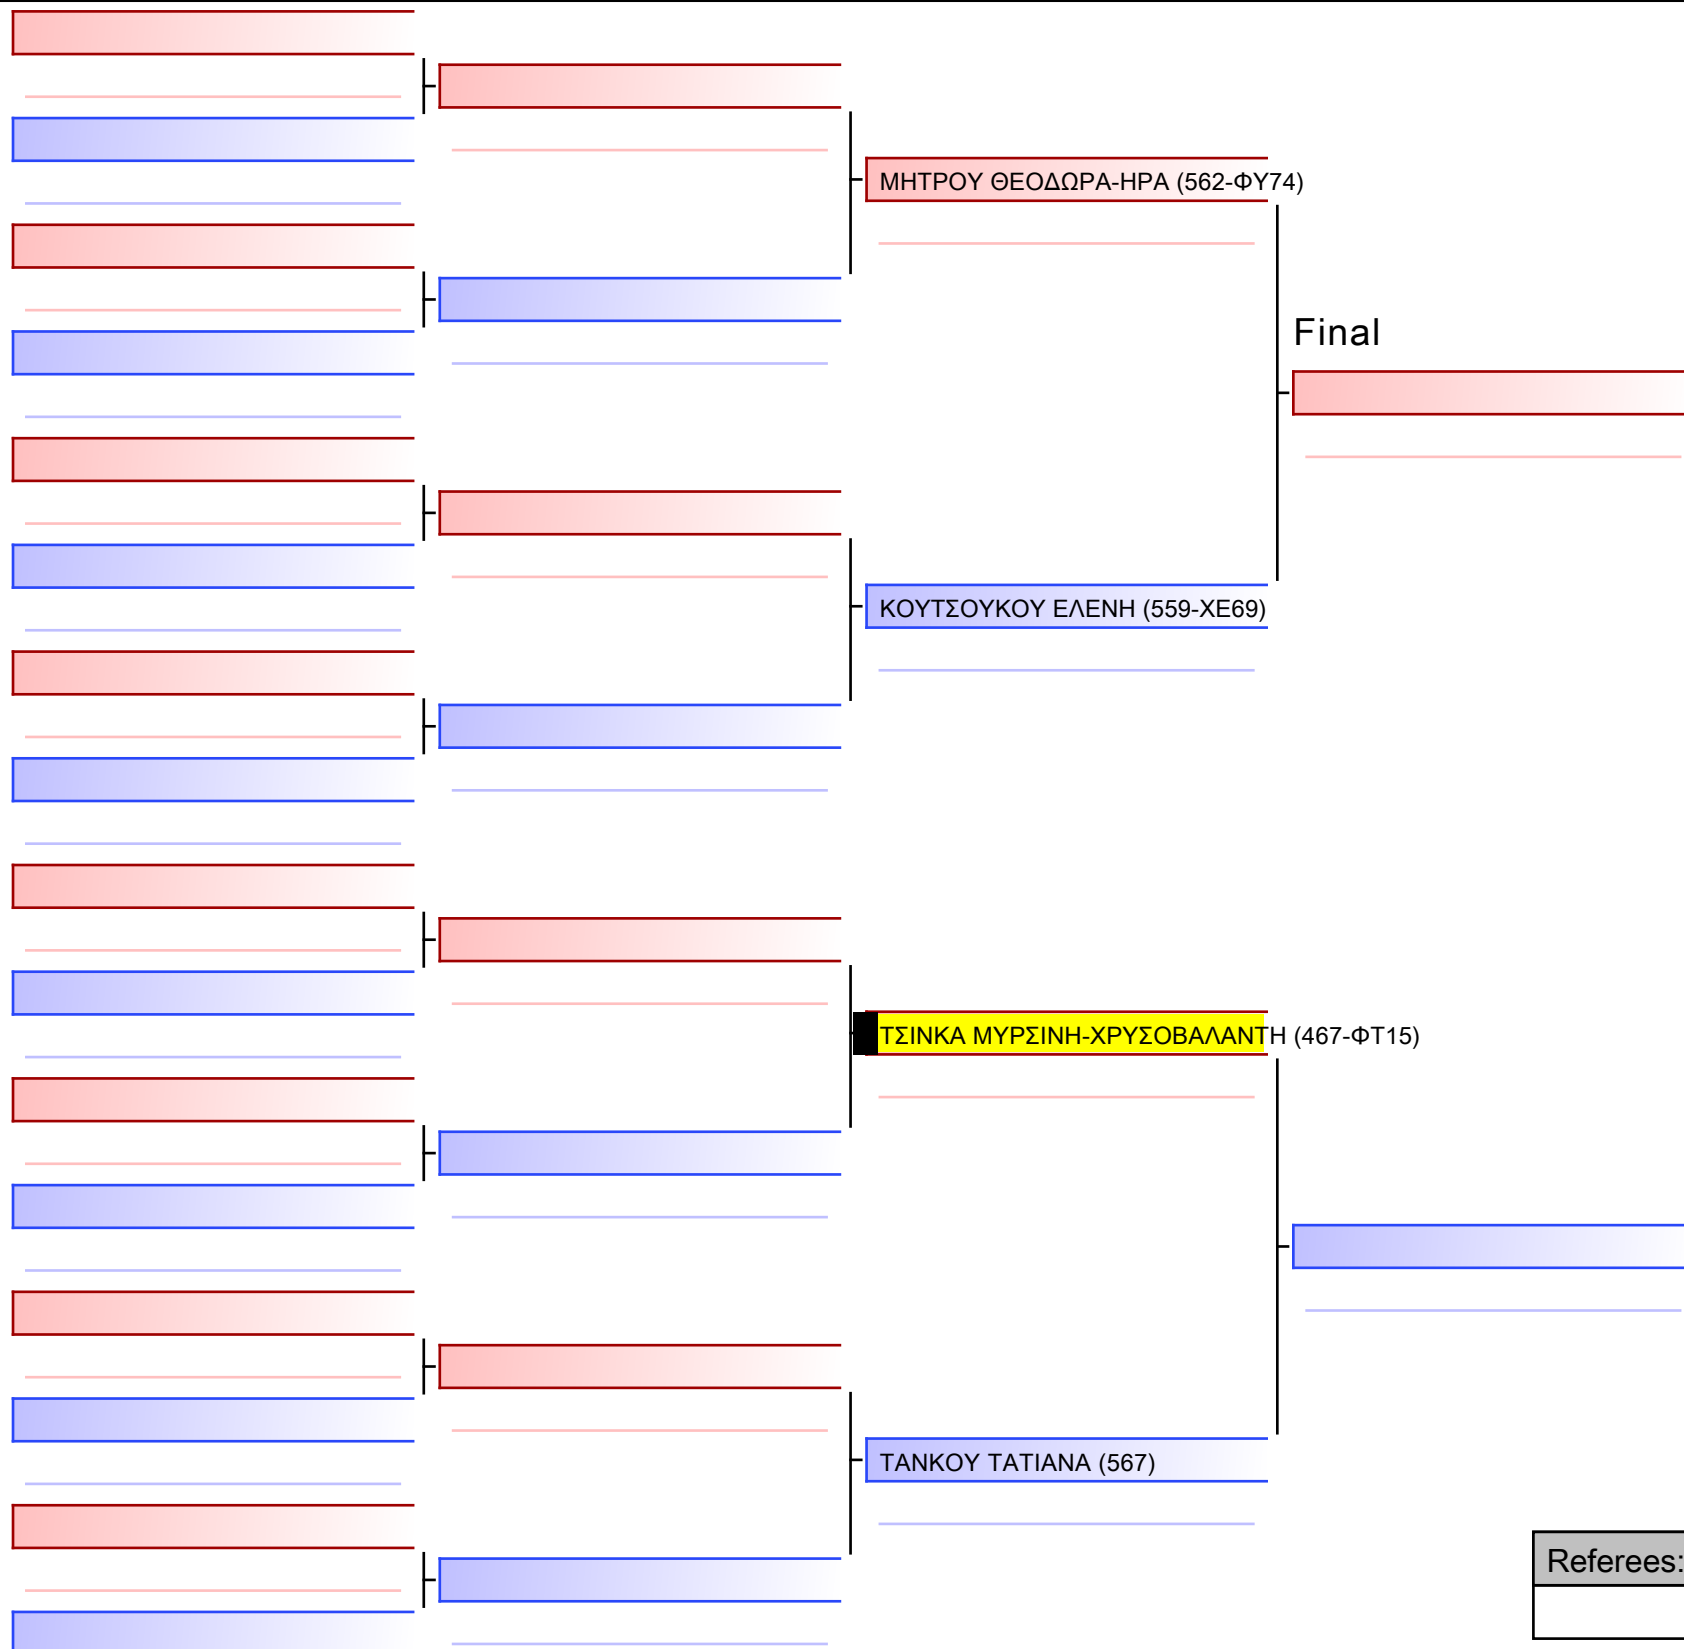 ΜΗΤΡΟΥ ΘΕΟΔΩΡΑ-ΗΡΑ (562-ΦΥ74)
Final
ΚΟΥΤΣΟΥΚΟΥ ΕΛΕΝΗ (559-ΧΕ69)
ΤΣΙΝΚΑ ΜΥΡΣΙΝΗ-ΧΡΥΣΟΒΑΛΑΝΤΗ (467-ΦΤ15)
ΤΑΝΚΟΥ ΤΑΤΙΑΝΑ (567)
Referees: